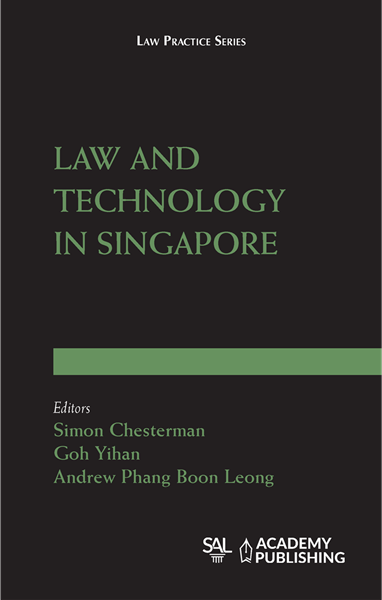 Law Practice Series
LAW AND
TECHNOLOGY
IN SINGAPORE
Editors
Simon Chesterman
Goh Yihan
Andrew Phang Boon Leong
SAL ACADEMY
PUBLISHING